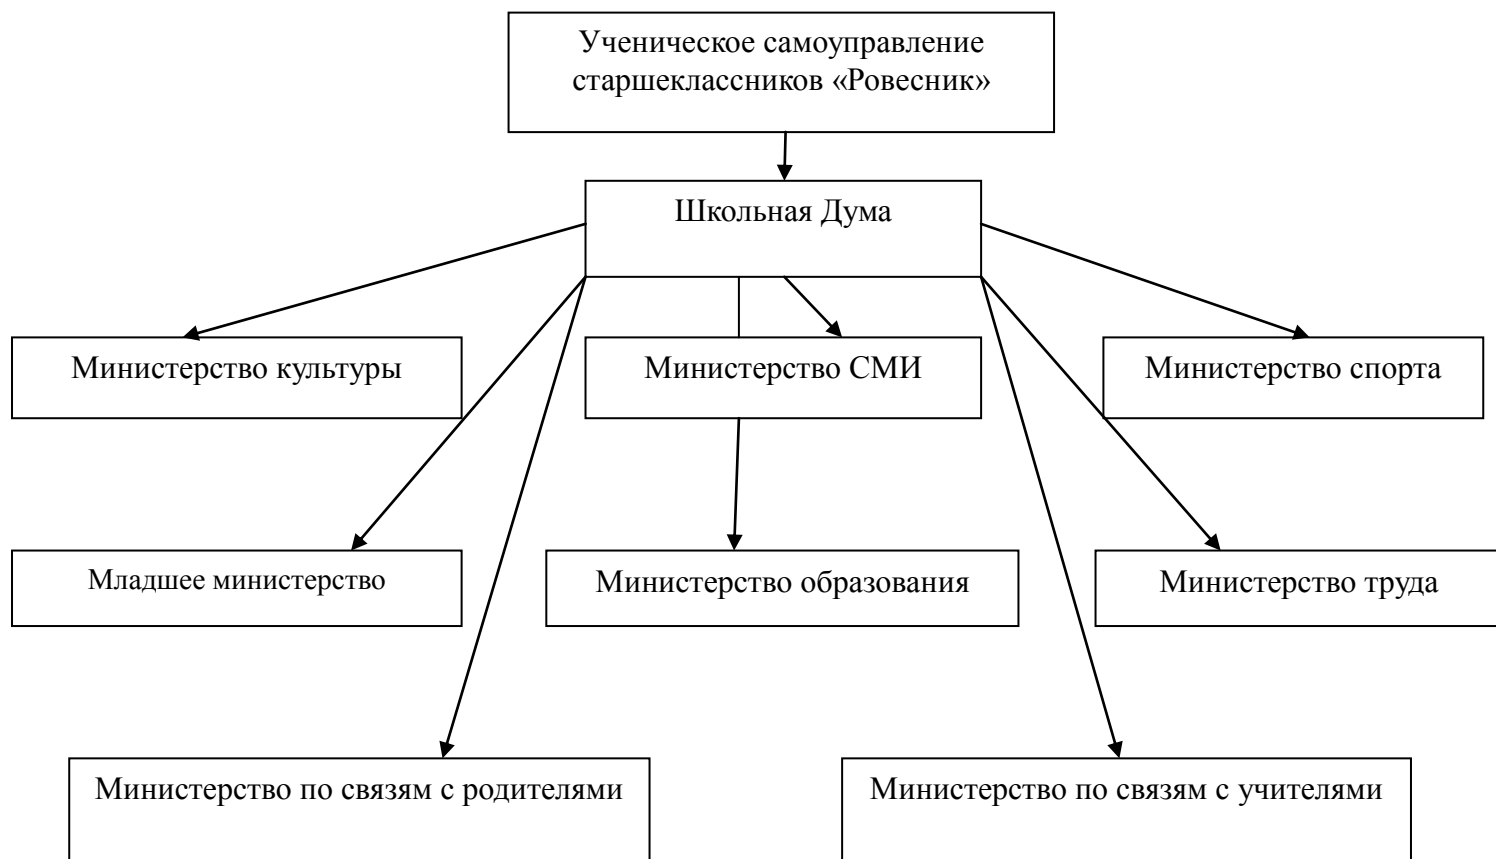 Ученическое самоуправление
старшеклассников «Ровесник»
Школьная Дума
Министерство культуры
Министерство СМИ
Министерство спорта
Младшее министерство
Министерство образования
Министерство труда
Министерство по связям с родителями
Министерство по связям с учителями